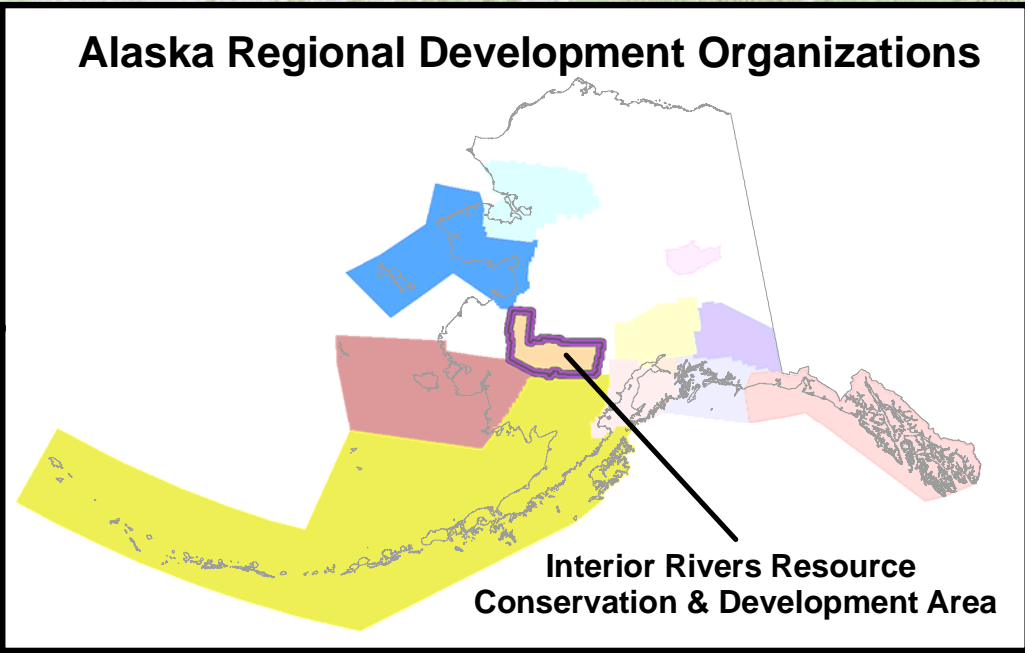 Alaska Regional Development Organizations
Interior Rivers Resource
Conservation & Development Area